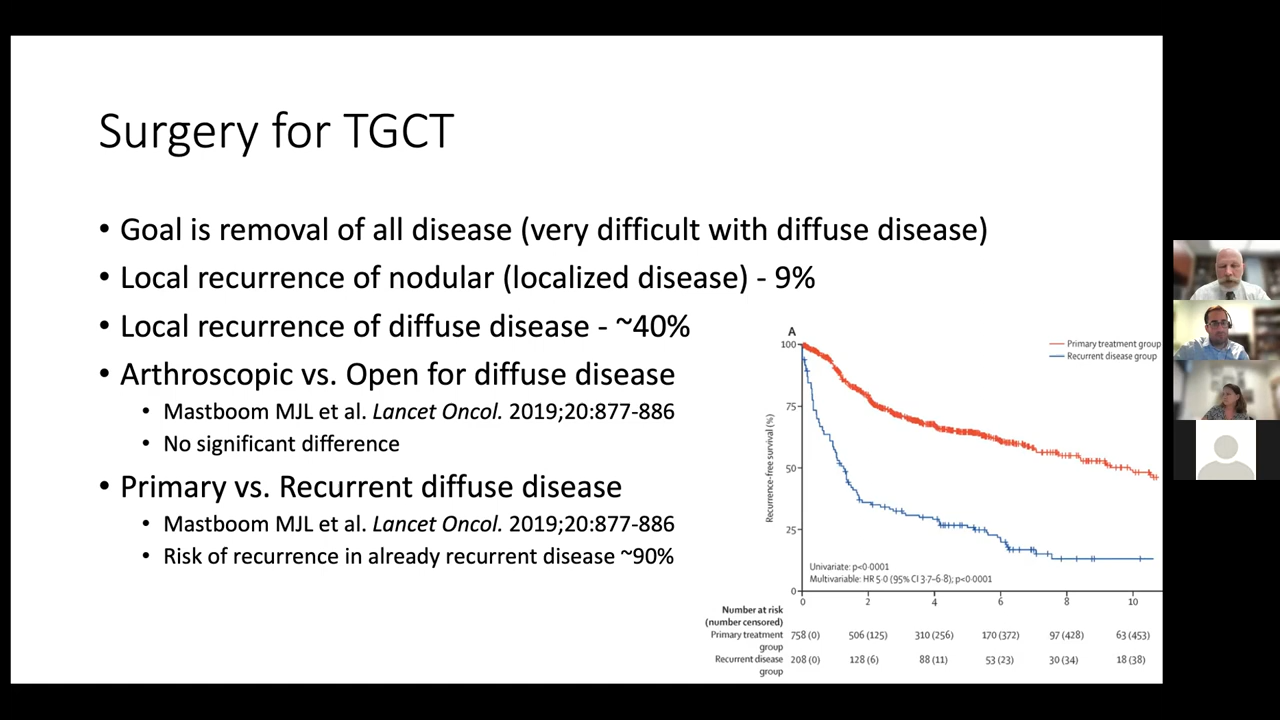 Surgery for TGCT
• Goal is removal of all disease (very difficult with diffuse disease)
• Local recurrence of nodular (localized disease) - 9%
• Local recurrence of diffuse disease - ~40%
• Arthroscopic vs. Open for diffuse disease
• Mastboom MJL et al. Lancet Oncol. 2019;20:877-886
• No significant difference
• Primary vs. Recurrent diffuse disease
• Mastboom MJL et al. Lancet Oncol. 2019;20:877-886
• Risk of recurrence in already recurrent disease ~90%
A
Primary treatment group
Recurrent disease group
Recurrence-free survival (%)
100
75
50
25
0
Univariate: p<0·0001
Multivariable: HR 5·0 (95% CI 3·7–6·8); p<0·0001
0 2 4 6 8 10
Number at risk
(number censored)
Primary treatment 758 (0) 506 (125) 310 (256) 170 (372) 97 (428) 63 (453)
group
Recurrent disease 208 (0) 128 (6) 88 (11) 53 (23) 30 (34) 18 (38)
group